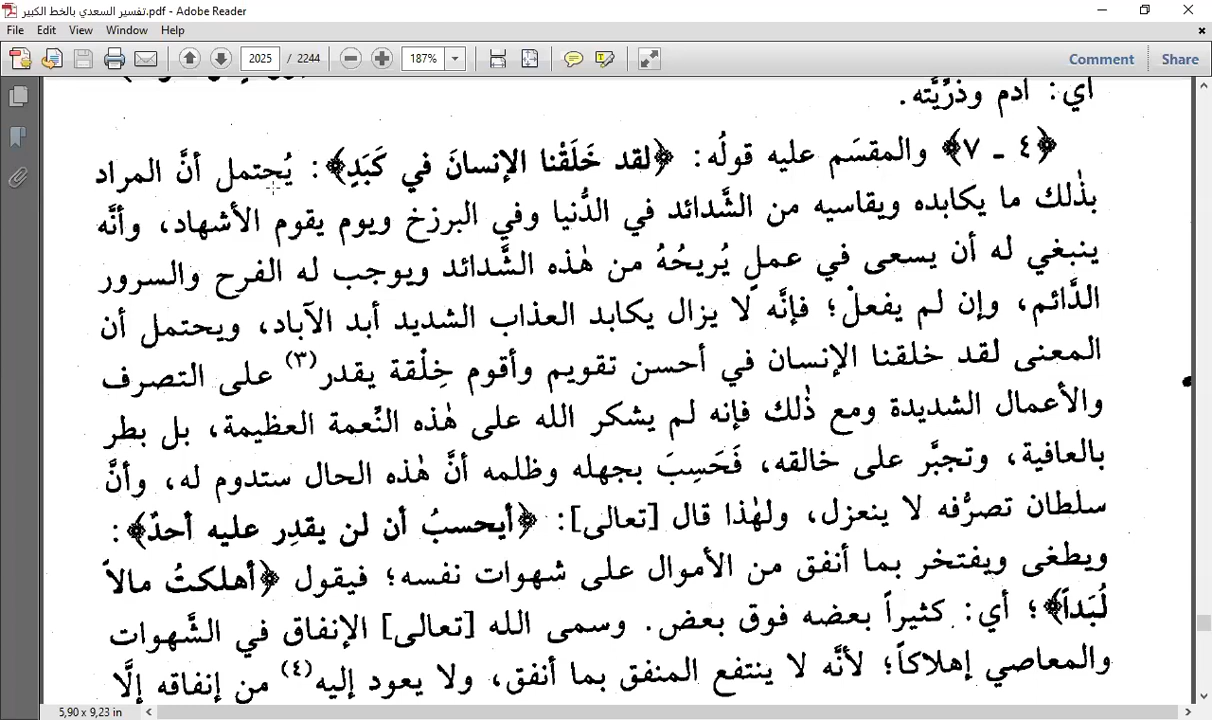 تفسير السعدي بالخط الكبير.pdf - Adobe Reader
File Edit View Window Help
2025 / 2244 187% Comment Share
أي: آدم وذرِّيَّته.
﴿٤ ـ ٧﴾ والمقسَم عليه قولُه: ﴿لقد خَلَقْنا الإنسانَ في كَبَدٍ﴾: يُحتمل أنَّ المراد
بذٰلك ما يكابده ويقاسيه من الشَّدائد في الدُّنيا وفي البرزخ ويوم يقوم الأشهاد، وأنَّه
ينبغي له أن يسعى في عملٍ يُريحُهُ من هٰذه الشَّدائد ويوجب له الفرح والسرور
الدَّائم، وإن لم يفعلْ؛ فإنَّه لا يزال يكابد العذاب الشديد أبد الآباد، ويحتمل أن
المعنى لقد خلقنا الإنسان في أحسن تقويم وأقوم خِلْقة يقدر(٣) على التصرف
والأعمال الشديدة ومع ذٰلك فإنه لم يشكر الله على هٰذه النِّعمة العظيمة، بل بطر
بالعافية، وتجبَّر على خالقه، فَحَسِبَ بجهله وظلمه أنَّ هٰذه الحال ستدوم له، وأنَّ
سلطان تصرُّفه لا ينعزل، ولهٰذا قال [تعالى]: ﴿أيحسبُ أن لن يقدِر عليه أحدٌ﴾:
ويطغى ويفتخر بما أنفق من الأموال على شهوات نفسه؛ فيقول ﴿أهلكتُ مالاً
لُبَداً﴾؛ أي: كثيراً بعضه فوق بعض. وسمى الله [تعالى] الإنفاق في الشَّهوات
والمعاصي إهلاكاً؛ لأنَّه لا ينتفع المنفق بما أنفق، ولا يعود إليه(٤) من إنفاقه إلَّا
5,90 x 9,23 in